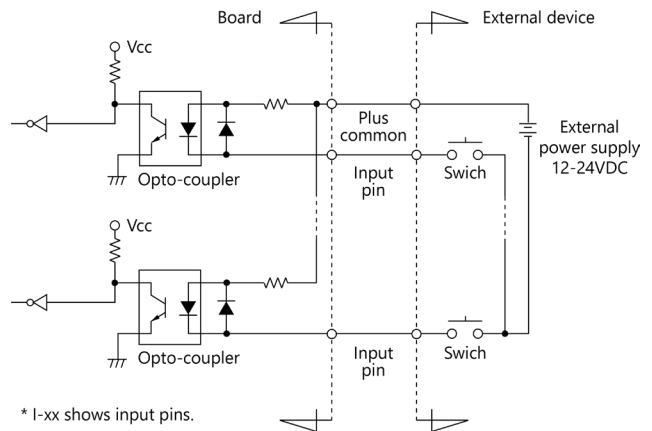 Board
External device
Vcc
Plus
common
External
power supply
12-24VDC
Opto-coupler
Input
pin
Swich
Vcc
Opto-coupler
Input
pin
Swich
* I-xx shows input pins.